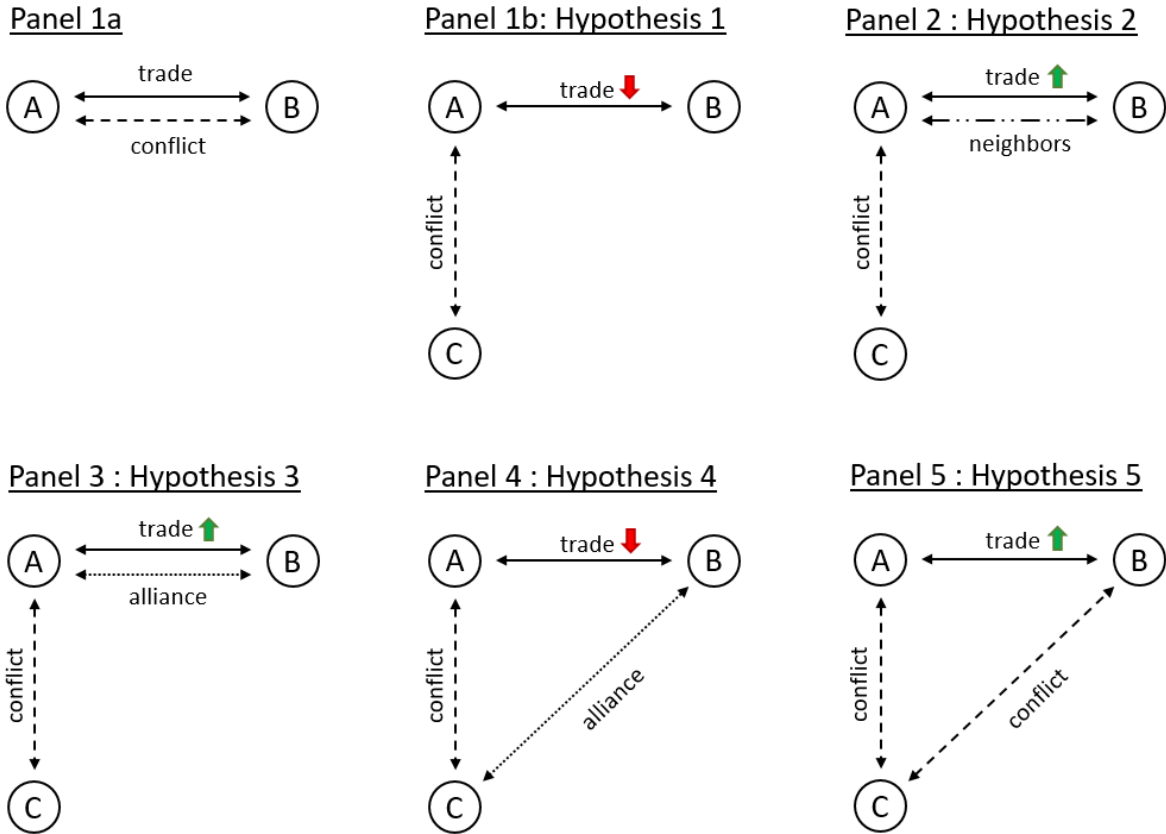 Panel 1a
A
trade
conflict
B
Panel 1b: Hypothesis 1
A
trade
B
conflict
C
Panel 2 : Hypothesis 2
A
trade
neighbors
B
conflict
C
Panel 3 : Hypothesis 3
A
trade
alliance
B
conflict
C
Panel 4 : Hypothesis 4
A
trade
B
conflict
alliance
C
Panel 5 : Hypothesis 5
A
trade
B
conflict
conflict
C